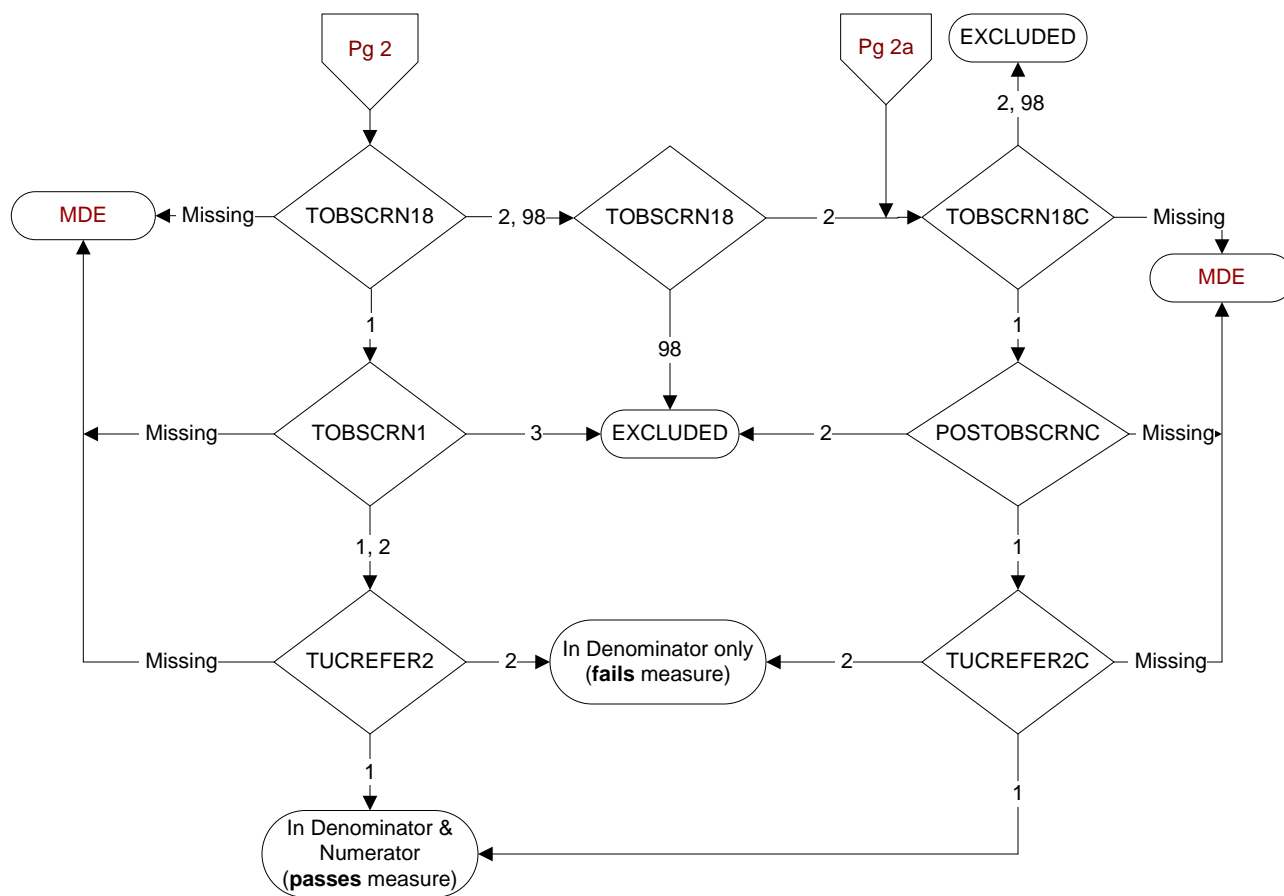 Pg 2
Pg 2a
EXCLUDED
2, 98
MDE
Missing
TOBSCRN18
2, 98
TOBSCRN18
2
TOBSCRN18C
Missing
MDE
1
98
1
Missing
TOBSCRN1
3
EXCLUDED
2
POSTOBSCRNC
Missing
1, 2
1
Missing
TUCREFER2
2
In Denominator only
(fails measure)
2
TUCREFER2C
Missing
1
1
In Denominator &
Numerator
(passes measure)